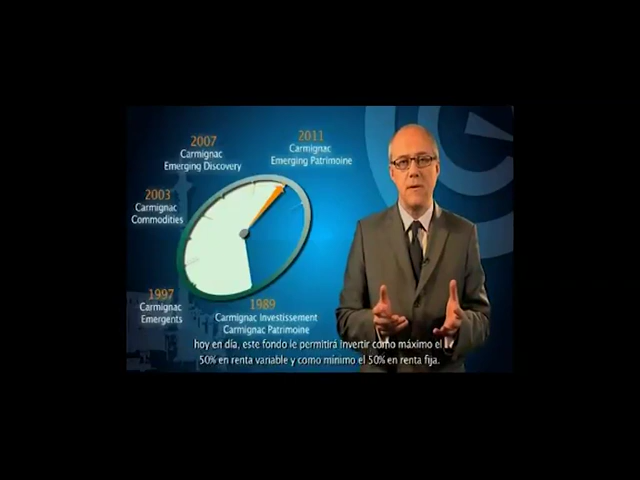 2007
Carmignac
Emerging Discovery
2011
Carmignac
Emerging Patrimoine
2003
Carmignac
Commodities
1997
Carmignac
Emergents
1989
Carmignac Investissement
Carmignac Patrimoine
hoy en día, este fondo le permitirá invertir como máximo el
50% en renta variable y como mínimo el 50% en renta fija.